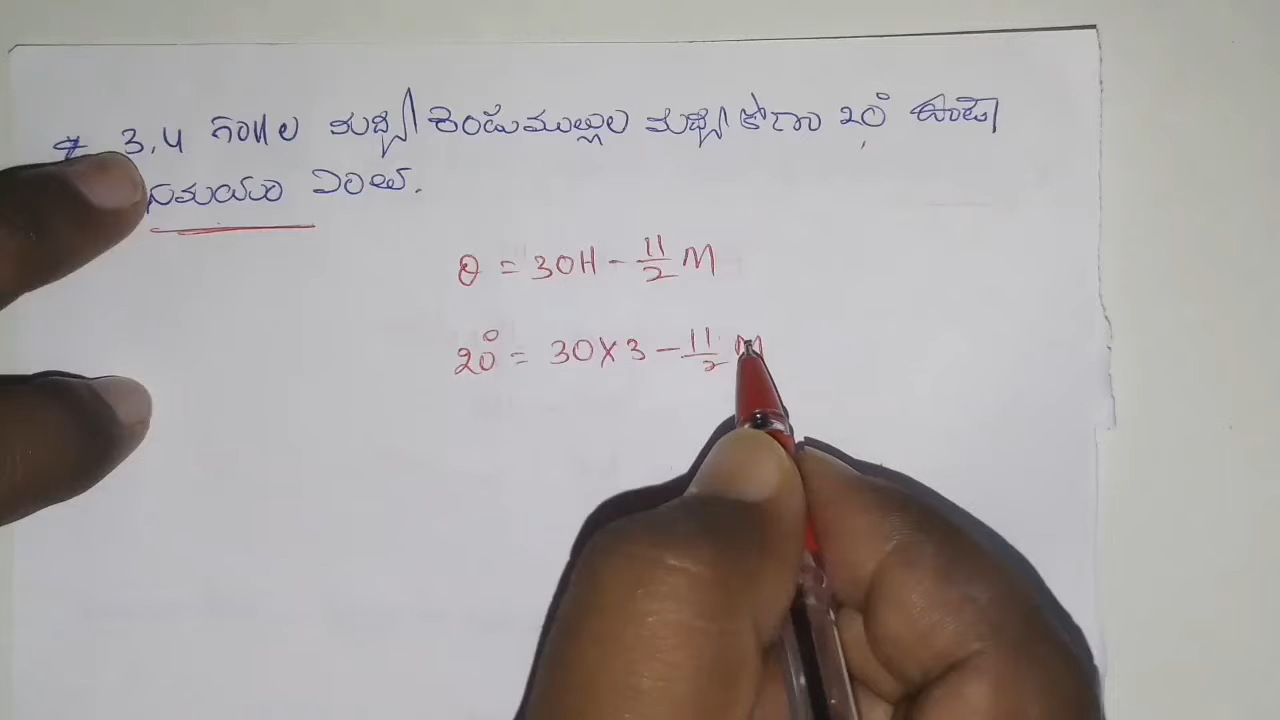 * 3,4 గంటల మధ్య రెండుముల్లుల మధ్య కోణం 20° ఉండే
సమయం ఎంత.
θ = 30H - 11/2 M
20° = 30×3 - 11/2 M